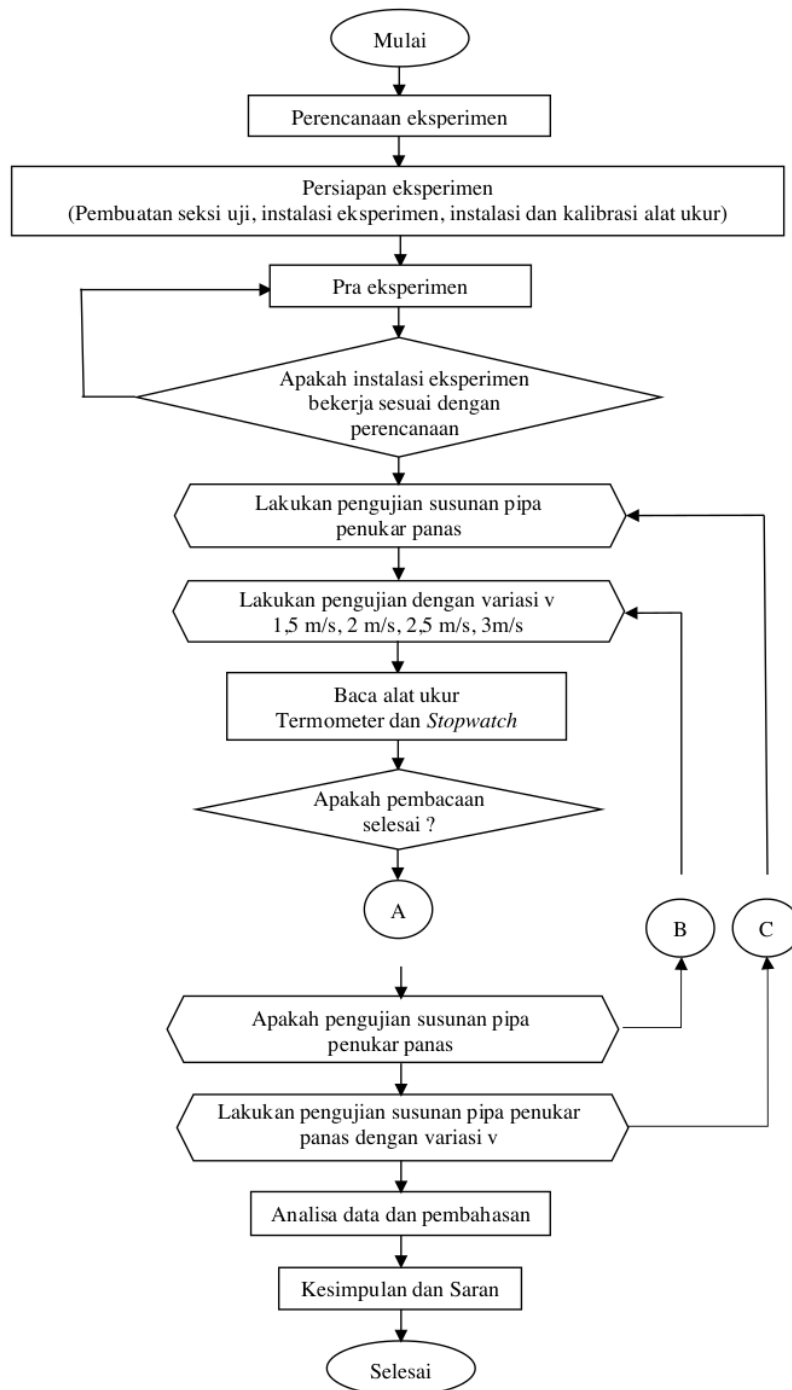 Mulai
Perencanaan eksperimen
Persiapan eksperimen
(Pembuatan seksi uji, instalasi eksperimen, instalasi dan kalibrasi alat ukur)
Pra eksperimen
Apakah instalasi eksperimen
bekerja sesuai dengan
perencanaan
Lakukan pengujian susunan pipa
penukar panas
Lakukan pengujian dengan variasi v
1,5 m/s, 2 m/s, 2,5 m/s, 3m/s
Baca alat ukur
Termometer dan Stopwatch
Apakah pembacaan
selesai ?
A
B
C
Apakah pengujian susunan pipa
penukar panas
Lakukan pengujian susunan pipa penukar
panas dengan variasi v
Analisa data dan pembahasan
Kesimpulan dan Saran
Selesai